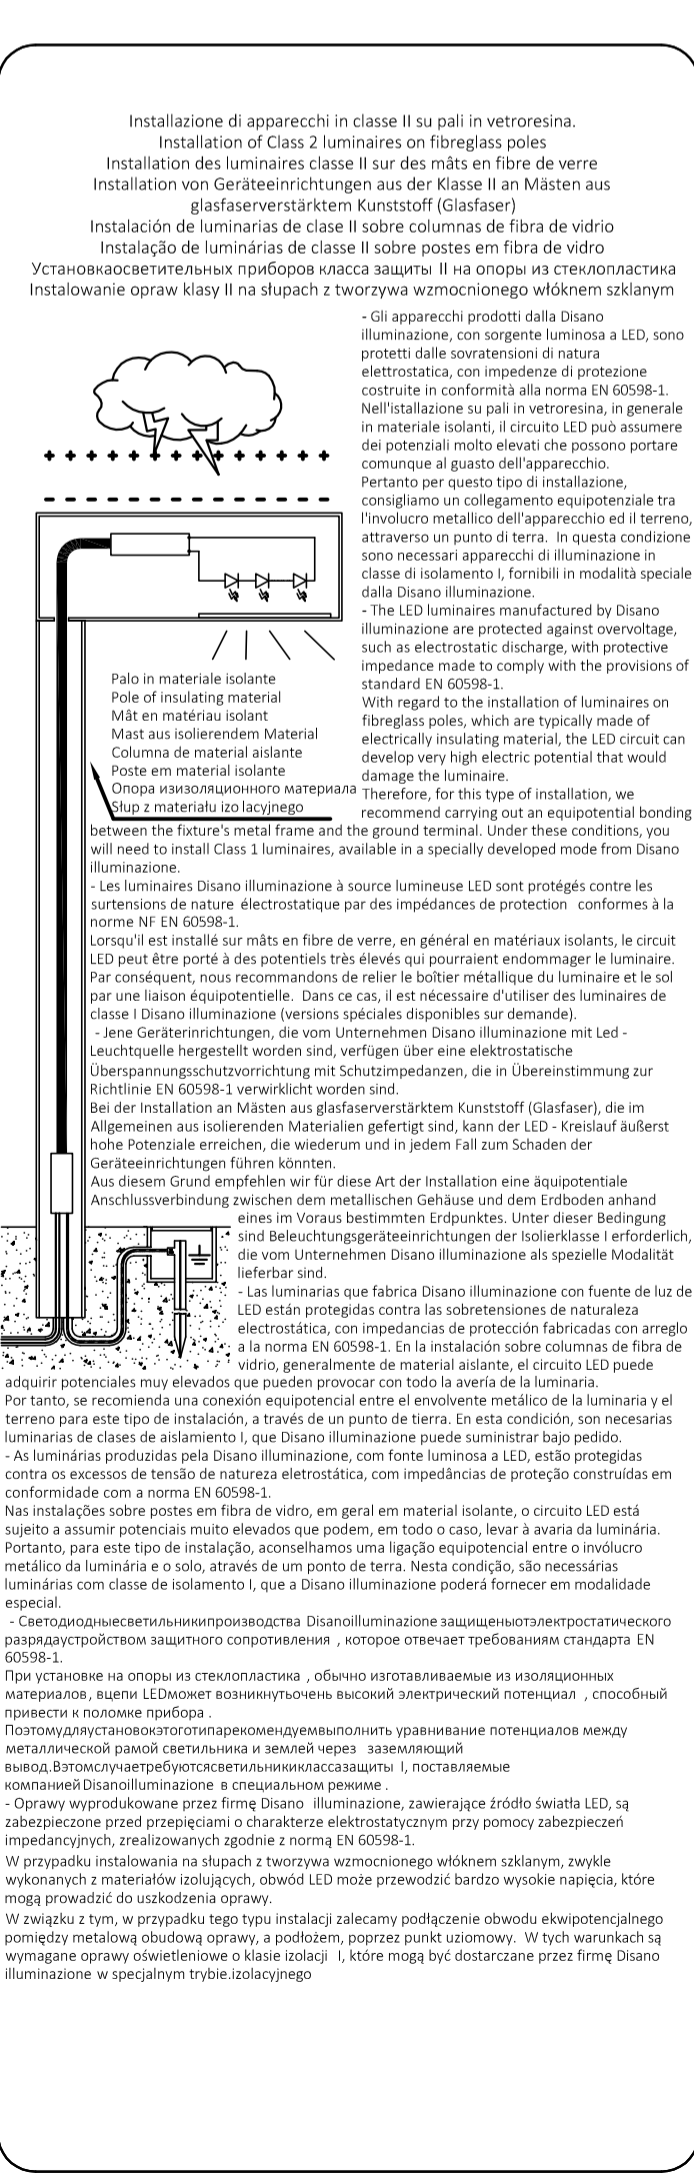 Installazione di apparecchi in classe II su pali in vetroresina.
Installation of Class 2 luminaires on fibreglass poles
Installation des luminaires classe II sur des mâts en fibre de verre
Installation von Geräteeinrichtungen aus der Klasse II an Mästen aus
glasfaserverstärktem Kunststoff (Glasfaser)
Instalación de luminarias de clase II sobre columnas de fibra de vidrio
Instalação de luminárias de classe II sobre postes em fibra de vidro
Установкаосветительных приборов класса защиты II на опоры из стеклопластика
Instalowanie opraw klasy II na słupach z tworzywa wzmocnionego włóknem szklanym
- Gli apparecchi prodotti dalla Disano
illuminazione, con sorgente luminosa a LED, sono
protetti dalle sovratensioni di natura
elettrostatica, con impedenze di protezione
costruite in conformità alla norma EN 60598-1.
Nell'istallazione su pali in vetroresina, in generale
in materiale isolanti, il circuito LED può assumere
dei potenziali molto elevati che possono portare
comunque al guasto dell'apparecchio.
Pertanto per questo tipo di installazione,
consigliamo un collegamento equipotenziale tra
l'involucro metallico dell'apparecchio ed il terreno,
attraverso un punto di terra. In questa condizione
sono necessari apparecchi di illuminazione in
classe di isolamento I, fornibili in modalità speciale
dalla Disano illuminazione.
- The LED luminaires manufactured by Disano
illuminazione are protected against overvoltage,
such as electrostatic discharge, with protective
impedance made to comply with the provisions of
standard EN 60598-1.
With regard to the installation of luminaires on
fibreglass poles, which are typically made of
electrically insulating material, the LED circuit can
develop very high electric potential that would
damage the luminaire.
Therefore, for this type of installation, we
recommend carrying out an equipotential bonding
Palo in materiale isolante
Pole of insulating material
Mât en matériau isolant
Mast aus isolierendem Material
Columna de material aislante
Poste em material isolante
Опора изизоляционного материала
Słup z materiału izo lacyjnego
between the fixture's metal frame and the ground terminal. Under these conditions, you
will need to install Class 1 luminaires, available in a specially developed mode from Disano
illuminazione.
- Les luminaires Disano illuminazione à source lumineuse LED sont protégés contre les
surtensions de nature électrostatique par des impédances de protection conformes à la
norme NF EN 60598-1.
Lorsqu'il est installé sur mâts en fibre de verre, en général en matériaux isolants, le circuit
LED peut être porté à des potentiels très élevés qui pourraient endommager le luminaire.
Par conséquent, nous recommandons de relier le boîtier métallique du luminaire et le sol
par une liaison équipotentielle. Dans ce cas, il est nécessaire d'utiliser des luminaires de
classe I Disano illuminazione (versions spéciales disponibles sur demande).
- Jene Geräterinrichtungen, die vom Unternehmen Disano illuminazione mit Led -
Leuchtquelle hergestellt worden sind, verfügen über eine elektrostatische
Überspannungsschutzvorrichtung mit Schutzimpedanzen, die in Übereinstimmung zur
Richtlinie EN 60598-1 verwirklicht worden sind.
Bei der Installation an Mästen aus glasfaserverstärktem Kunststoff (Glasfaser), die im
Allgemeinen aus isolierenden Materialien gefertigt sind, kann der LED - Kreislauf äußerst
hohe Potenziale erreichen, die wiederum und in jedem Fall zum Schaden der
Geräteeinrichtungen führen könnten.
Aus diesem Grund empfehlen wir für diese Art der Installation eine äquipotentiale
Anschlussverbindung zwischen dem metallischen Gehäuse und dem Erdboden anhand
eines im Voraus bestimmten Erdpunktes. Unter dieser Bedingung
sind Beleuchtungsgeräteeinrichtungen der Isolierklasse I erforderlich,
die vom Unternehmen Disano illuminazione als spezielle Modalität
lieferbar sind.
- Las luminarias que fabrica Disano illuminazione con fuente de luz de
LED están protegidas contra las sobretensiones de naturaleza
electrostática, con impedancias de protección fabricadas con arreglo
a la norma EN 60598-1. En la instalación sobre columnas de fibra de
vidrio, generalmente de material aislante, el circuito LED puede
adquirir potenciales muy elevados que pueden provocar con todo la avería de la luminaria.
Por tanto, se recomienda una conexión equipotencial entre el envolvente metálico de la luminaria y el
terreno para este tipo de instalación, a través de un punto de tierra. En esta condición, son necesarias
luminarias de clases de aislamiento I, que Disano illuminazione puede suministrar bajo pedido.
- As luminárias produzidas pela Disano illuminazione, com fonte luminosa a LED, estão protegidas
contra os excessos de tensão de natureza eletrostática, com impedâncias de proteção construídas em
conformidade com a norma EN 60598-1.
Nas instalações sobre postes em fibra de vidro, em geral em material isolante, o circuito LED está
sujeito a assumir potenciais muito elevados que podem, em todo o caso, levar à avaria da luminária.
Portanto, para este tipo de instalação, aconselhamos uma ligação equipotencial entre o invólucro
metálico da luminária e o solo, através de um ponto de terra. Nesta condição, são necessárias
luminárias com classe de isolamento I, que a Disano illuminazione poderá fornecer em modalidade
especial.
- Светодиодныесветильникипроизводства Disanoilluminazione защищеныотэлектростатического
разрядаустройством защитного сопротивления , которое отвечает требованиям стандарта EN
60598-1.
При установке на опоры из стеклопластика , обычно изготавливаемые из изоляционных
материалов, вцепи LEDможет возникнутьочень высокий электрический потенциал , способный
привести к поломке прибора .
Поэтомудляустановокэтоготипарекомендуемвыполнить уравнивание потенциалов между
металлической рамой светильника и землей через заземляющий
вывод.Вэтомслучаетребуютсясветильникиклассазащиты I, поставляемые
компаниейDisanoilluminazione в специальном режиме .
- Oprawy wyprodukowane przez firmę Disano illuminazione, zawierające źródło światła LED, są
zabezpieczone przed przepięciami o charakterze elektrostatycznym przy pomocy zabezpieczeń
impedancyjnych, zrealizowanych zgodnie z normą EN 60598-1.
W przypadku instalowania na słupach z tworzywa wzmocnionego włóknem szklanym, zwykle
wykonanych z materiałów izolujących, obwód LED może przewodzić bardzo wysokie napięcia, które
mogą prowadzić do uszkodzenia oprawy.
W związku z tym, w przypadku tego typu instalacji zalecamy podłączenie obwodu ekwipotencjalnego
pomiędzy metalową obudową oprawy, a podłożem, poprzez punkt uziomowy. W tych warunkach są
wymagane oprawy oświetleniowe o klasie izolacji I, które mogą być dostarczane przez firmę Disano
illuminazione w specjalnym trybie.izolacyjnego